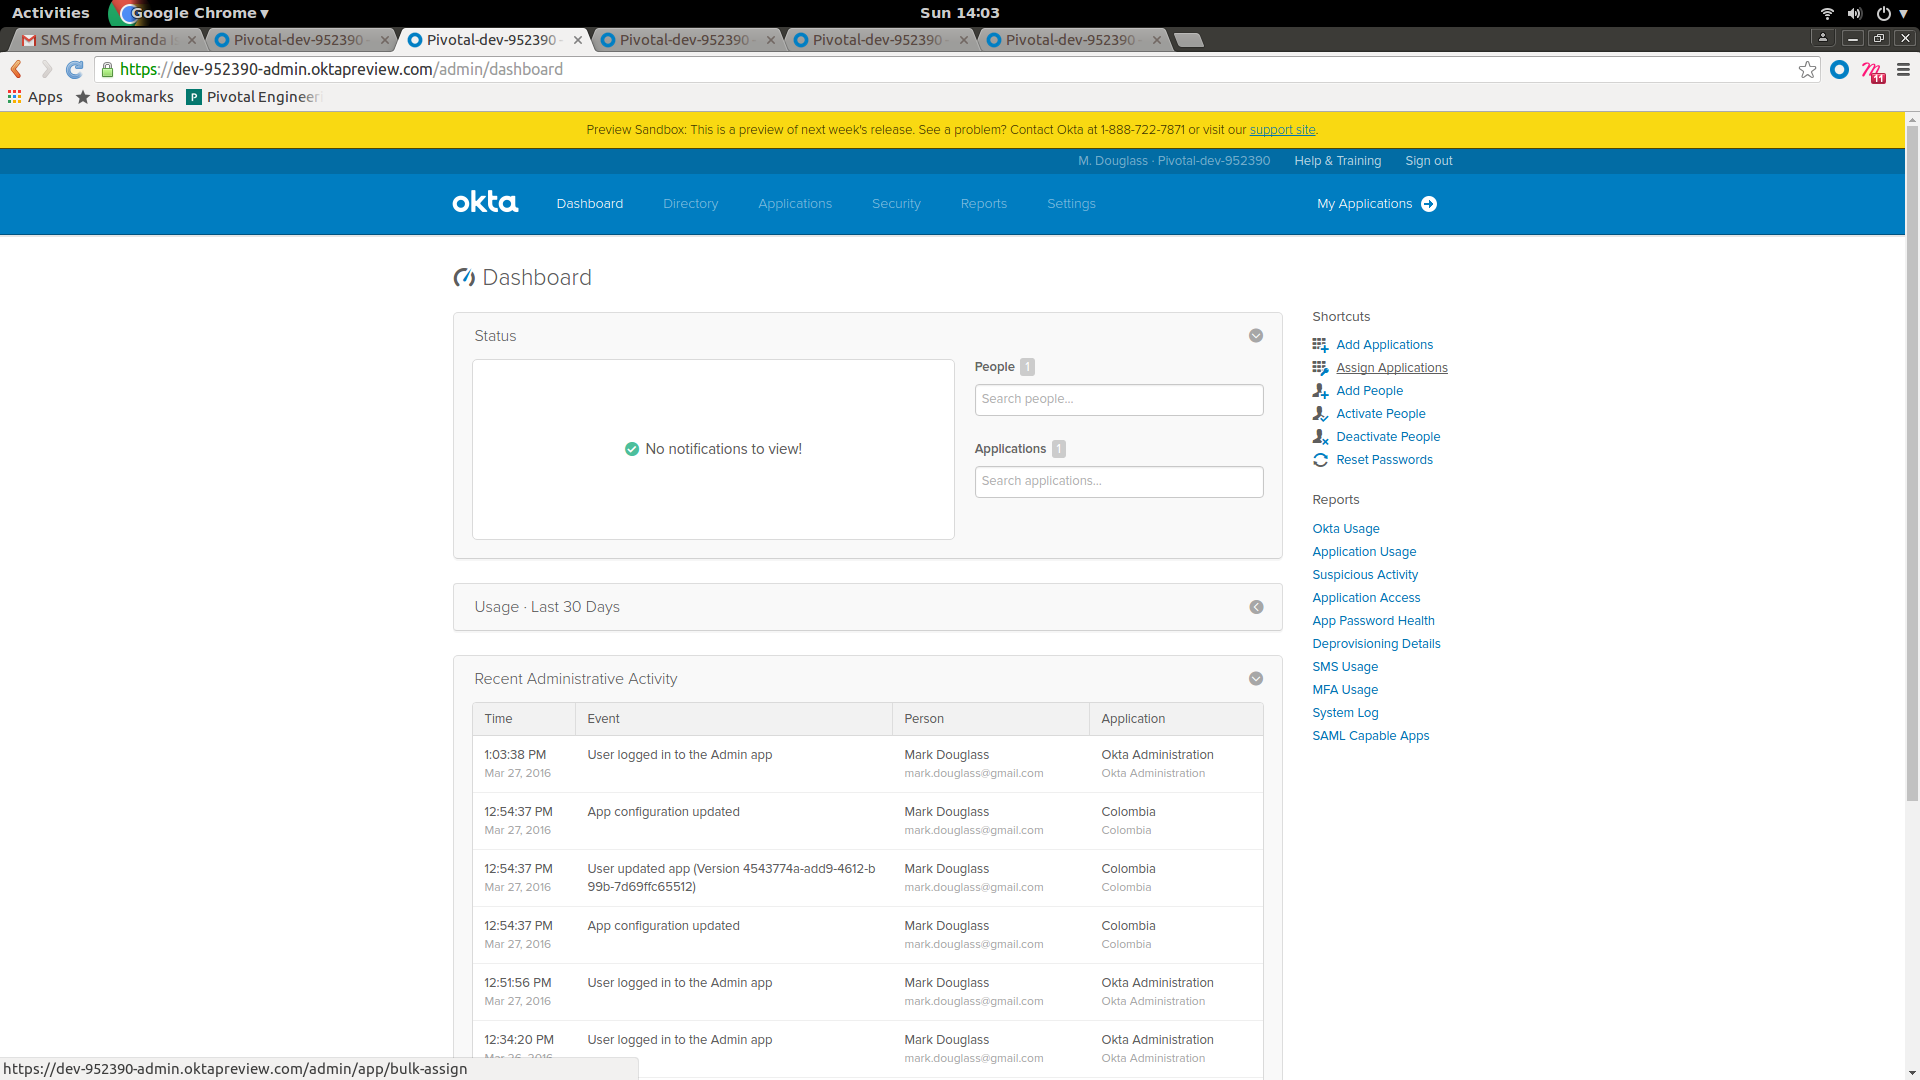 Activities Google Chrome ▾ Sun 14:03
SMS from Miranda Pivotal-dev-952390 - Pivotal-dev-952390 - Pivotal-dev-952390 - Pivotal-dev-952390 - Pivotal-dev-952390 -
https://dev-952390-admin.oktapreview.com/admin/dashboard 11
Apps Bookmarks P Pivotal Engineer
Preview Sandbox: This is a preview of next week's release. See a problem? Contact Okta at 1-888-722-7871 or visit our support site.
M. Douglass · Pivotal-dev-952390 Help & Training Sign out
okta Dashboard Directory Applications Security Reports Settings My Applications
Dashboard
Status
People 1
Search people...
No notifications to view!
Applications 1
Search applications...
Shortcuts
Add Applications
Assign Applications
Add People
Activate People
Deactivate People
Reset Passwords
Reports
Okta Usage
Application Usage
Suspicious Activity
Application Access
App Password Health
Deprovisioning Details
SMS Usage
MFA Usage
System Log
SAML Capable Apps
Usage · Last 30 Days
Recent Administrative Activity
Time Event Person Application
1:03:38 PM User logged in to the Admin app Mark Douglass Okta Administration
Mar 27, 2016 mark.douglass@gmail.com Okta Administration
12:54:37 PM App configuration updated Mark Douglass Colombia
Mar 27, 2016 mark.douglass@gmail.com Colombia
12:54:37 PM User updated app (Version 4543774a-add9-4612-b Mark Douglass Colombia
Mar 27, 2016 99b-7d69ffc65512) mark.douglass@gmail.com Colombia
12:54:37 PM App configuration updated Mark Douglass Colombia
Mar 27, 2016 mark.douglass@gmail.com Colombia
12:51:56 PM User logged in to the Admin app Mark Douglass Okta Administration
Mar 27, 2016 mark.douglass@gmail.com Okta Administration
12:34:20 PM User logged in to the Admin app Mark Douglass Okta Administration
Mar 26, 2016 mark.douglass@gmail.com Okta Administration
https://dev-952390-admin.oktapreview.com/admin/app/bulk-assign